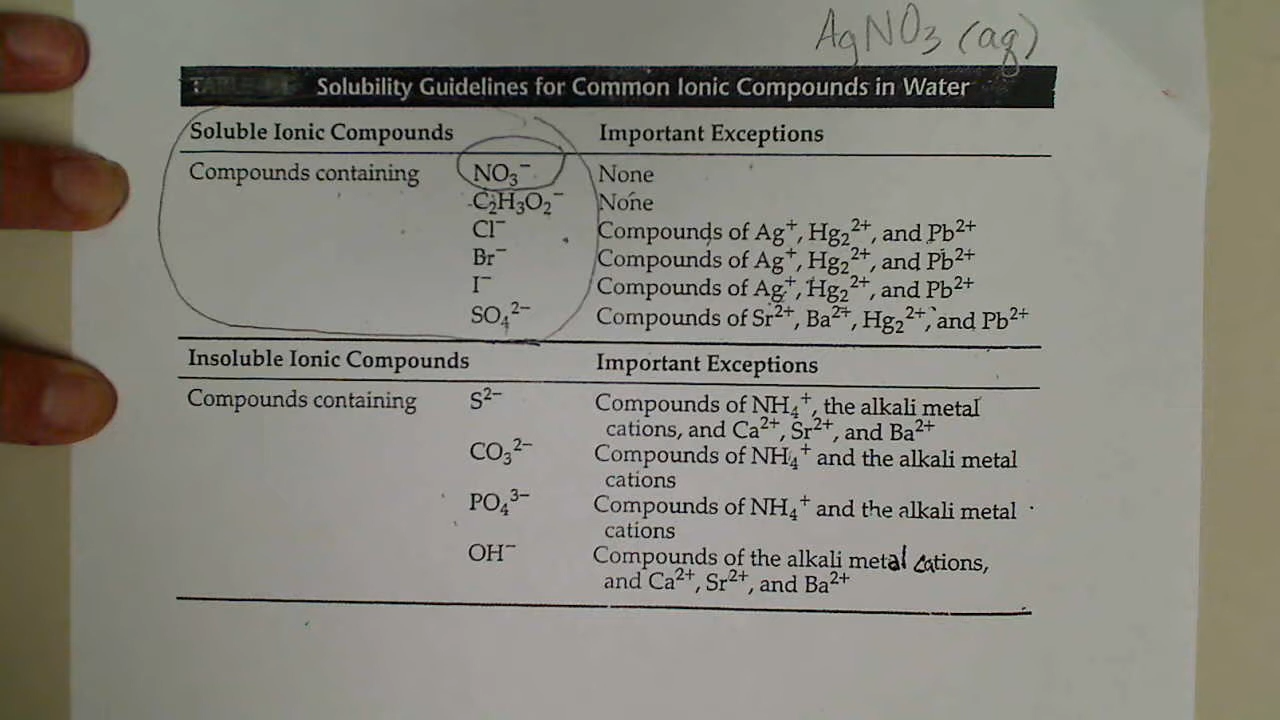 AgNO₃ (aq)
Solubility Guidelines for Common Ionic Compounds in Water
Soluble Ionic Compounds Important Exceptions
Compounds containing NO₃⁻ None
C₂H₃O₂⁻ None
Cl⁻ Compounds of Ag⁺, Hg₂²⁺, and Pb²⁺
Br⁻ Compounds of Ag⁺, Hg₂²⁺, and Pb²⁺
I⁻ Compounds of Ag⁺, Hg₂²⁺, and Pb²⁺
SO₄²⁻ Compounds of Sr²⁺, Ba²⁺, Hg₂²⁺, and Pb²⁺
Insoluble Ionic Compounds Important Exceptions
Compounds containing S²⁻ Compounds of NH₄⁺, the alkali metal
cations, and Ca²⁺, Sr²⁺, and Ba²⁺
CO₃²⁻ Compounds of NH₄⁺ and the alkali metal
cations
PO₄³⁻ Compounds of NH₄⁺ and the alkali metal
cations
OH⁻ Compounds of the alkali metal cations,
and Ca²⁺, Sr²⁺, and Ba²⁺